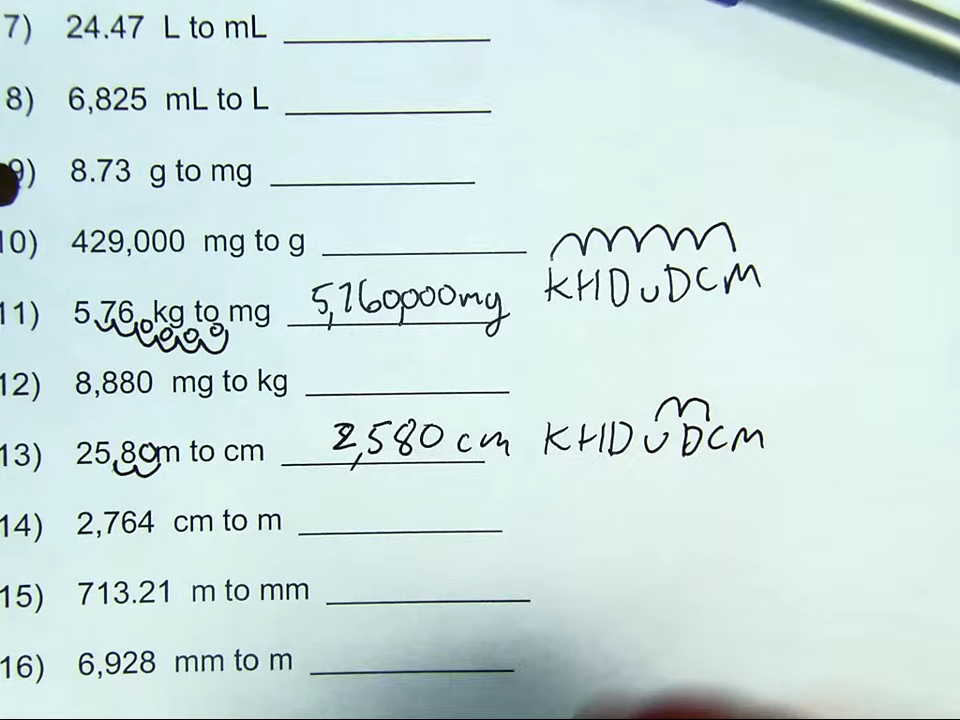 7) 24.47 L to mL
8) 6,825 mL to L
9) 8.73 g to mg
10) 429,000 mg to g
KHDUDCM
11) 5.76 kg to mg 5,760,000mg
12) 8,880 mg to kg
13) 25.80m to cm 2,580 cm KHDUDCM
14) 2,764 cm to m
15) 713.21 m to mm
16) 6,928 mm to m